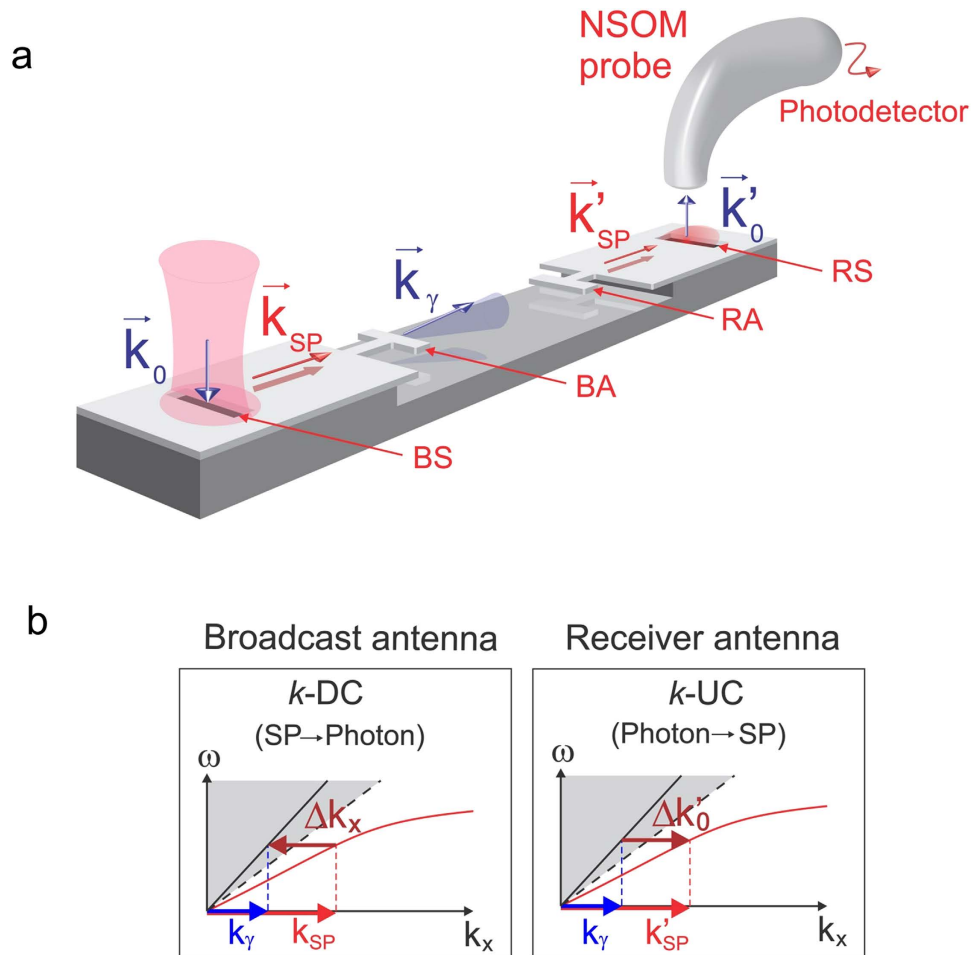 a
NSOM
probe
Photodetector
k'SP
k'0
RS
RA
kγ
kSP
k0
BA
BS
b
Broadcast antenna
k-DC
(SP→Photon)
ω
Δkx
kγ
kSP
kx
Receiver antenna
k-UC
(Photon→SP)
ω
Δk'0
kγ
k'SP
kx